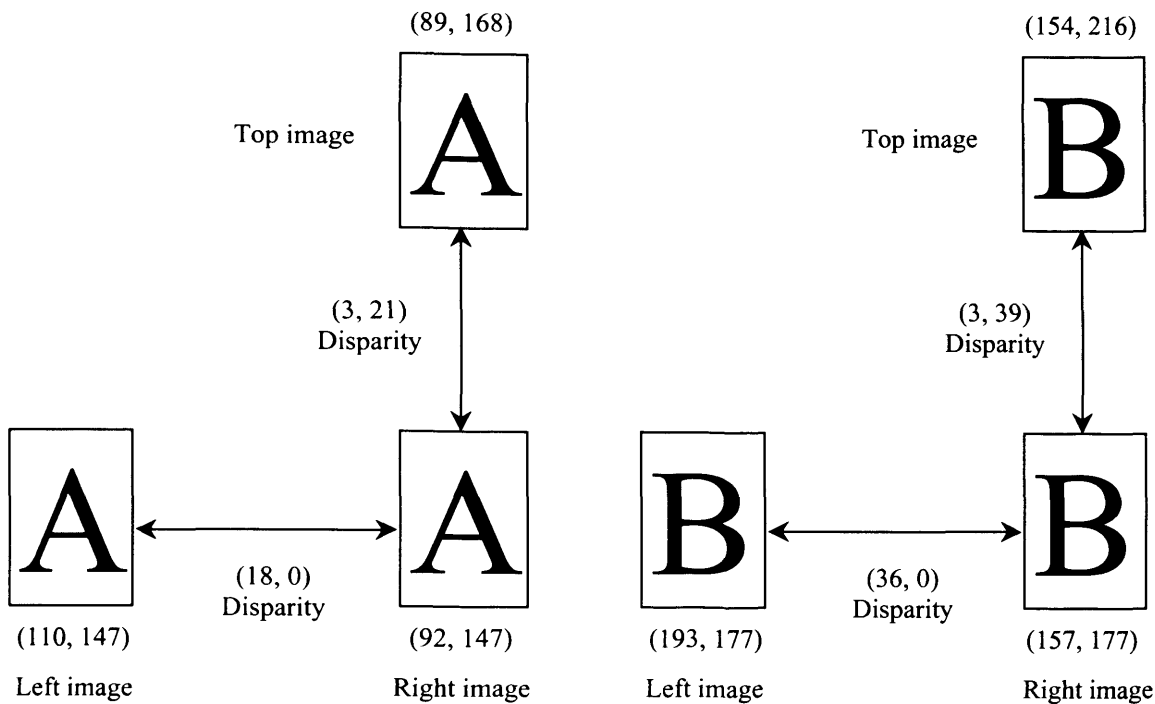 (89, 168)
A
Top image
(3, 21)
Disparity
A
A
(18, 0)
Disparity
(110, 147)
(92, 147)
Left image
Right image
(154, 216)
B
Top image
(3, 39)
Disparity
B
B
(36, 0)
Disparity
(193, 177)
(157, 177)
Left image
Right image